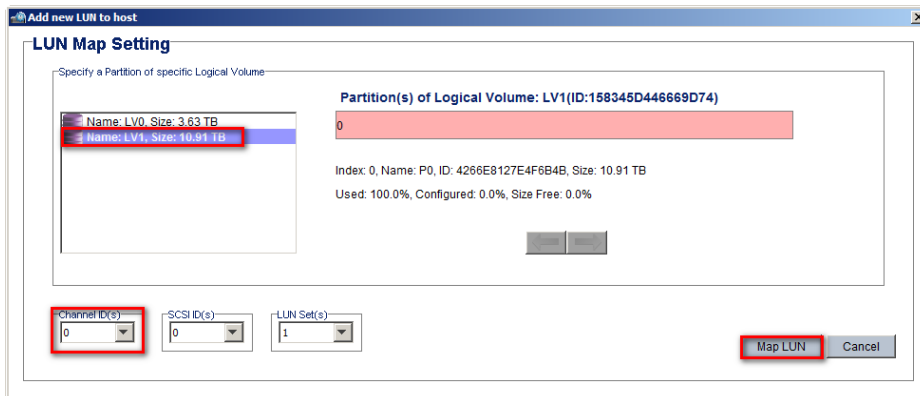 Add new LUN to host
LUN Map Setting
Specify a Partition of specific Logical Volume
Name: LV0, Size: 3.63 TB
Name: LV1, Size: 10.91 TB
Partition(s) of Logical Volume: LV1(ID:158345D446669D74)
0
Index: 0, Name: P0, ID: 4266E8127E4F6B4B, Size: 10.91 TB
Used: 100.0%, Configured: 0.0%, Size Free: 0.0%
Channel ID(s) SCSI ID(s) LUN Set(s)
0 0 1
Map LUN Cancel